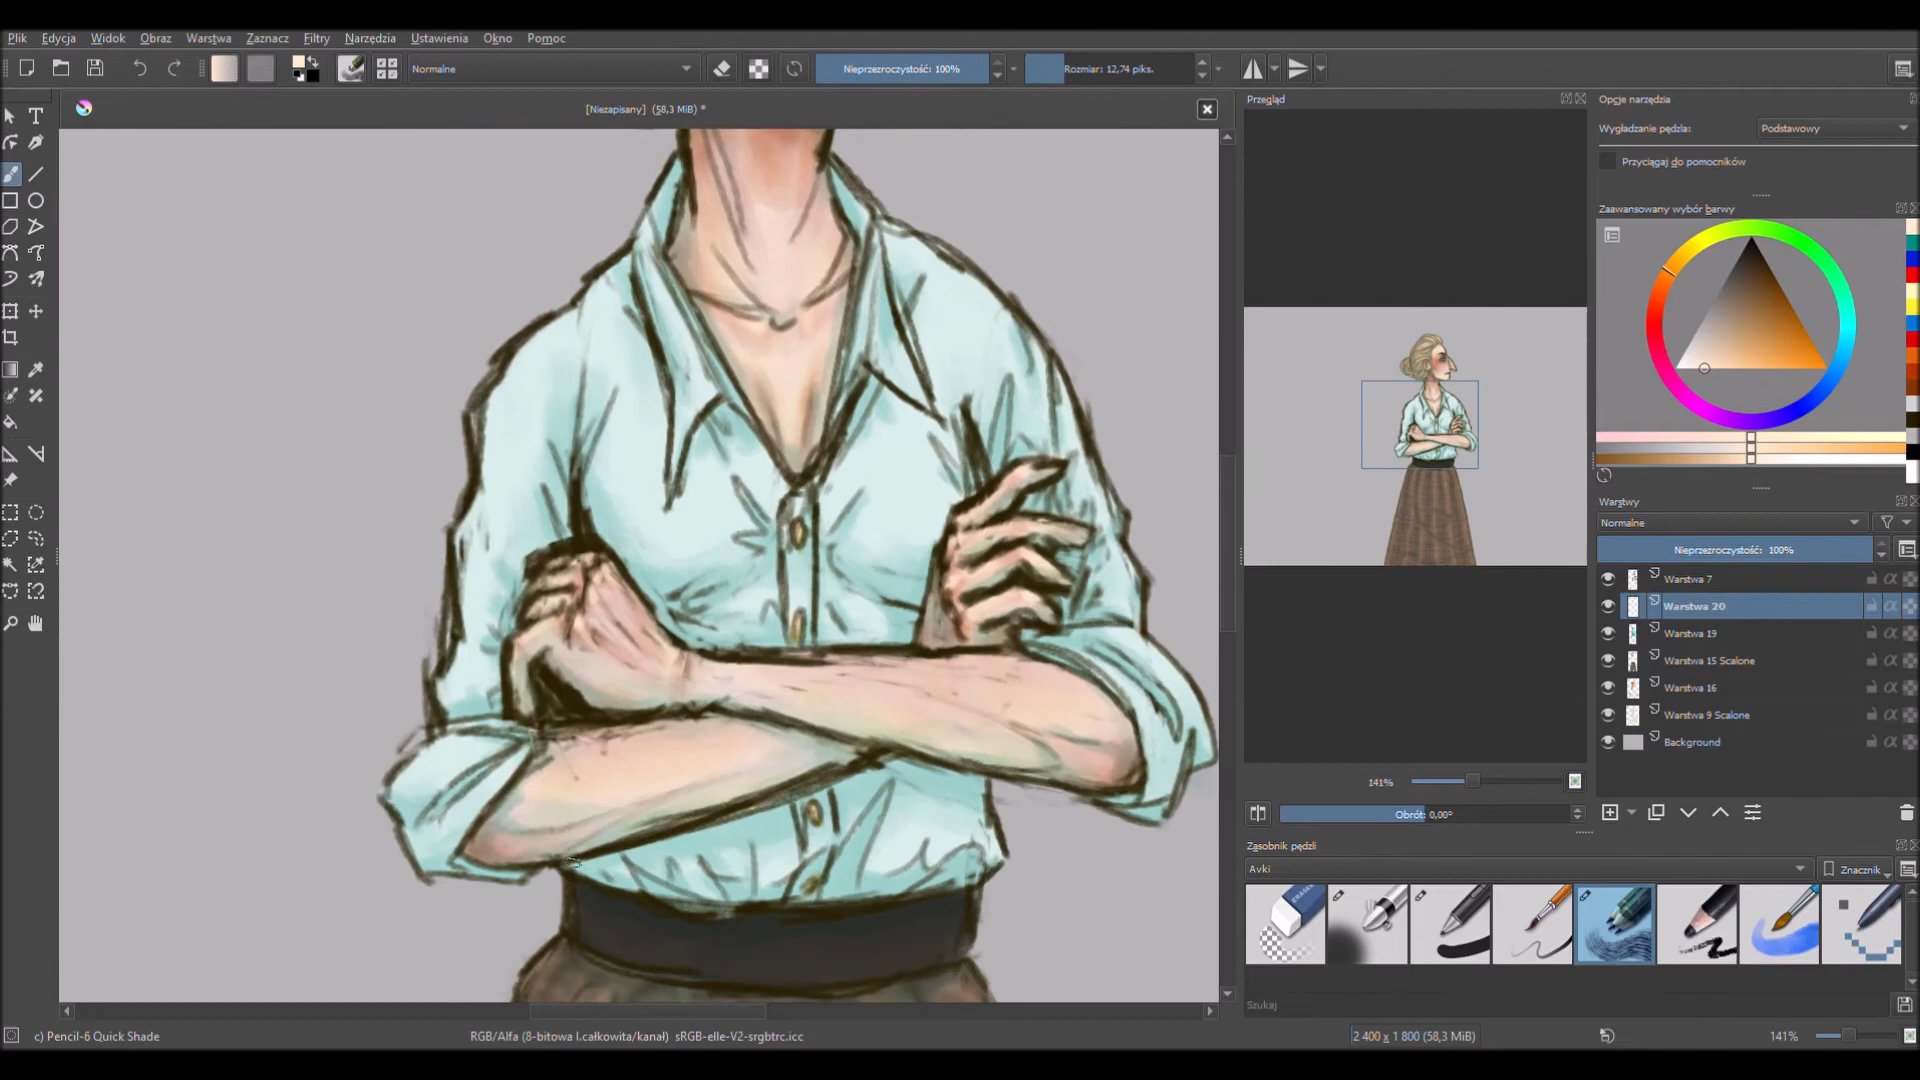 Plik Edycja Widok Obraz Warstwa Zaznacz Filtry Narzędzia Ustawienia Okno Pomoc
Normalne
Nieprzezroczystość: 100%
Rozmiar: 12,74 piks.
[Niezapisany] (58,3 MiB) *
Przegląd
Opcje narzędzia
Wygładzanie pędzla:
Podstawowy
Przyciągaj do pomocników
Zaawansowany wybór barwy
Warstwy
Normalne
Nieprzezroczystość: 100%
Warstwa 7
Warstwa 20
Warstwa 19
Warstwa 15 Scalone
Warstwa 16
Warstwa 9 Scalone
Background
141%
Obrót: 0,00°
Zasobnik pędzli
Avki
Znacznik
ERASER
Szukaj
c) Pencil-6 Quick Shade
RGB/Alfa (8-bitowa l.całkowita/kanał) sRGB-elle-V2-srgbtrc.icc
2 400 x 1 800 (58,3 MiB)
141%